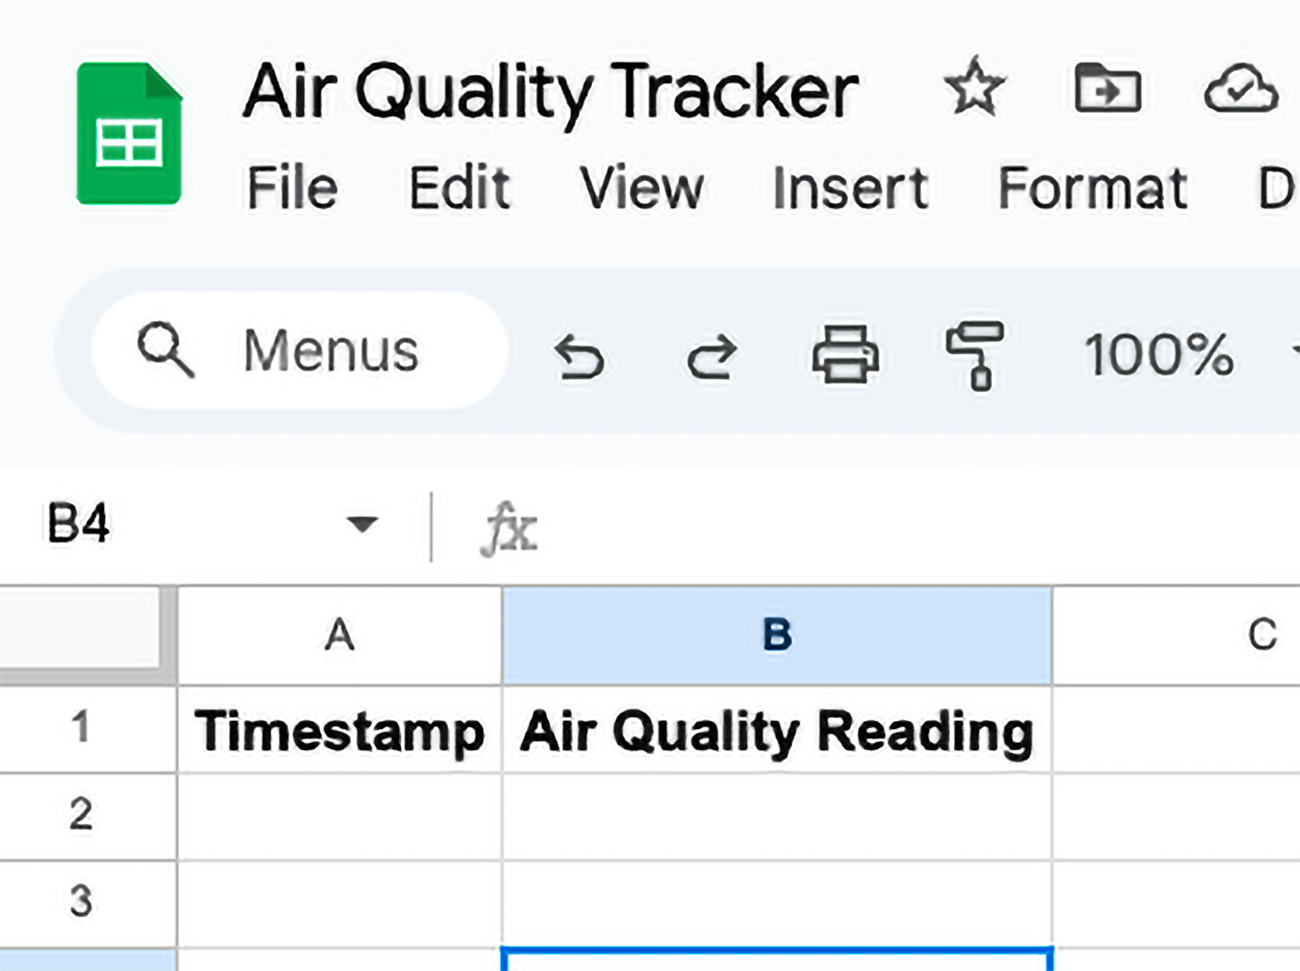 Air Quality Tracker
File Edit View Insert Format D
Menus 100%
B4 fx
A B C
1 Timestamp Air Quality Reading
2
3